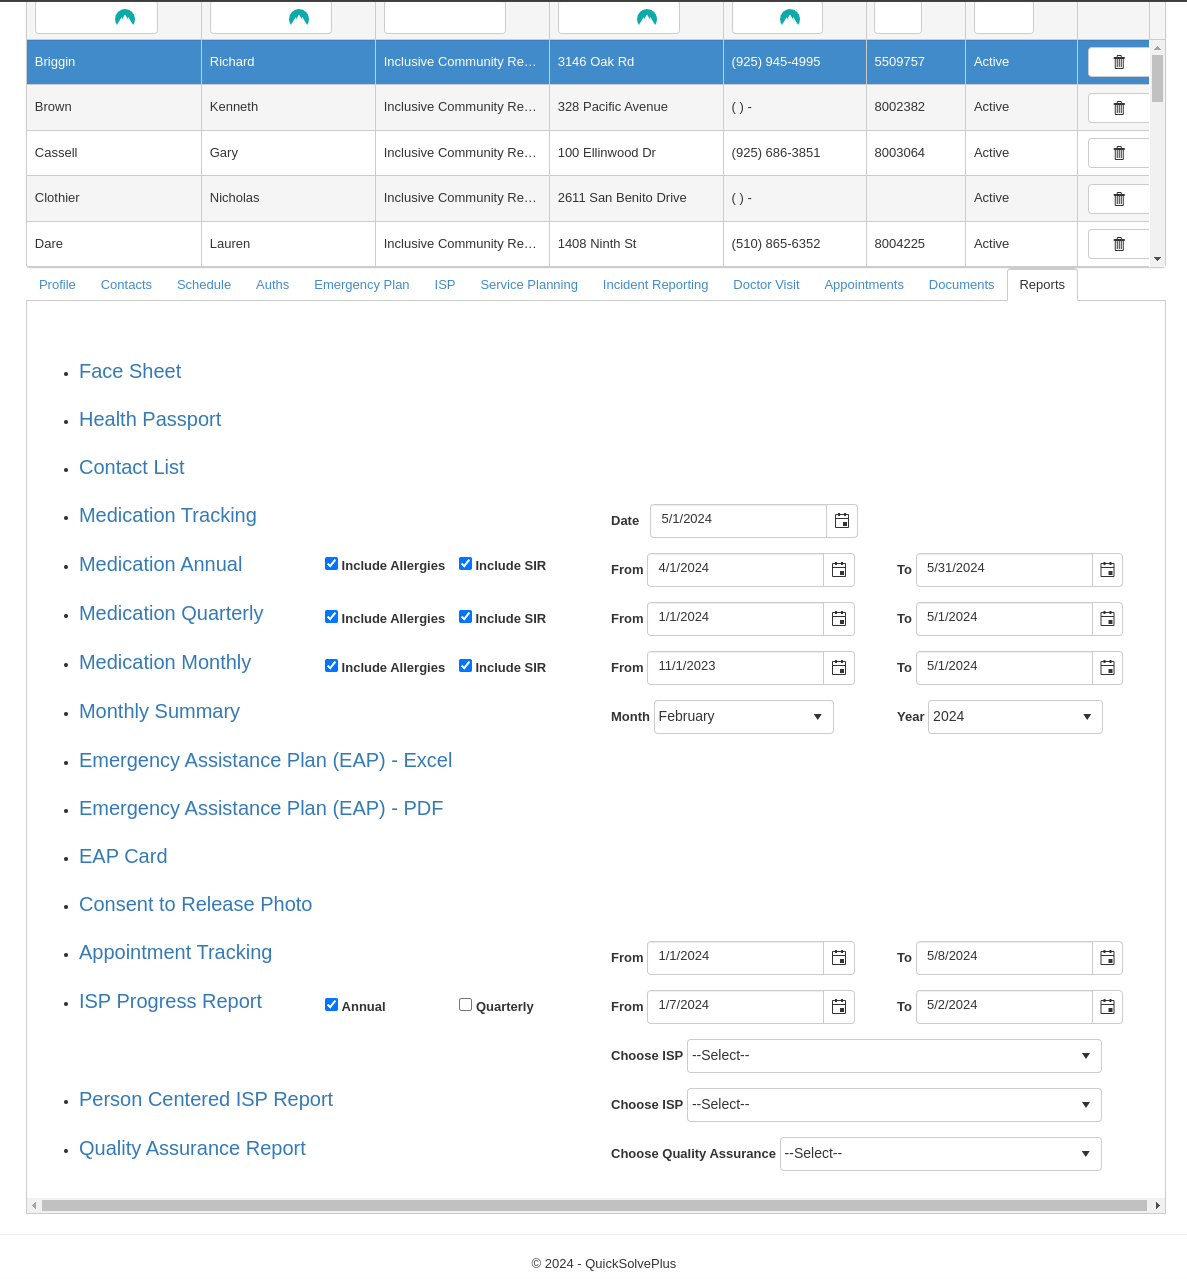 Briggin Richard Inclusive Community Re… 3146 Oak Rd (925) 945-4995 5509757 Active
Brown Kenneth Inclusive Community Re… 328 Pacific Avenue ( ) - 8002382 Active
Cassell Gary Inclusive Community Re… 100 Ellinwood Dr (925) 686-3851 8003064 Active
Clothier Nicholas Inclusive Community Re… 2611 San Benito Drive ( ) - Active
Dare Lauren Inclusive Community Re… 1408 Ninth St (510) 865-6352 8004225 Active
Profile Contacts Schedule Auths Emergency Plan ISP Service Planning Incident Reporting Doctor Visit Appointments Documents Reports
Face Sheet
Health Passport
Contact List
Medication Tracking Date 5/1/2024
Medication Annual Include Allergies Include SIR From 4/1/2024 To 5/31/2024
Medication Quarterly Include Allergies Include SIR From 1/1/2024 To 5/1/2024
Medication Monthly Include Allergies Include SIR From 11/1/2023 To 5/1/2024
Monthly Summary Month February Year 2024
Emergency Assistance Plan (EAP) - Excel
Emergency Assistance Plan (EAP) - PDF
EAP Card
Consent to Release Photo
Appointment Tracking From 1/1/2024 To 5/8/2024
ISP Progress Report Annual Quarterly From 1/7/2024 To 5/2/2024
Choose ISP --Select--
Person Centered ISP Report Choose ISP --Select--
Quality Assurance Report Choose Quality Assurance --Select--
© 2024 - QuickSolvePlus